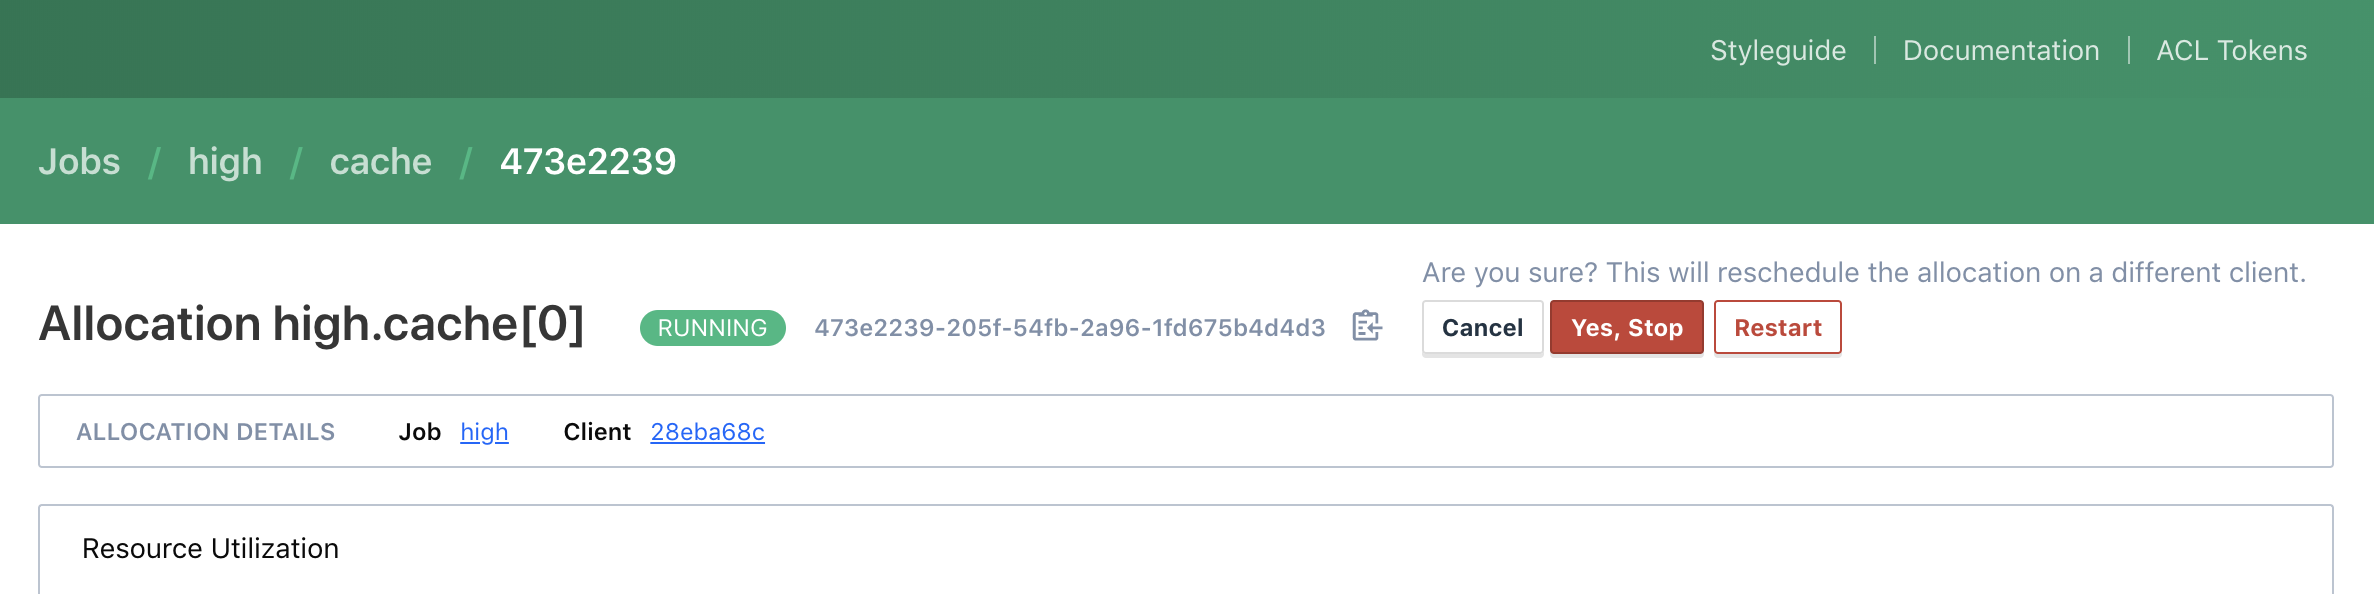 Styleguide | Documentation | ACL Tokens
Jobs / high / cache / 473e2239
Are you sure? This will reschedule the allocation on a different client.
Allocation high.cache[0] RUNNING 473e2239-205f-54fb-2a96-1fd675b4d4d3 Cancel Yes, Stop Restart
ALLOCATION DETAILS Job high Client 28eba68c
Resource Utilization